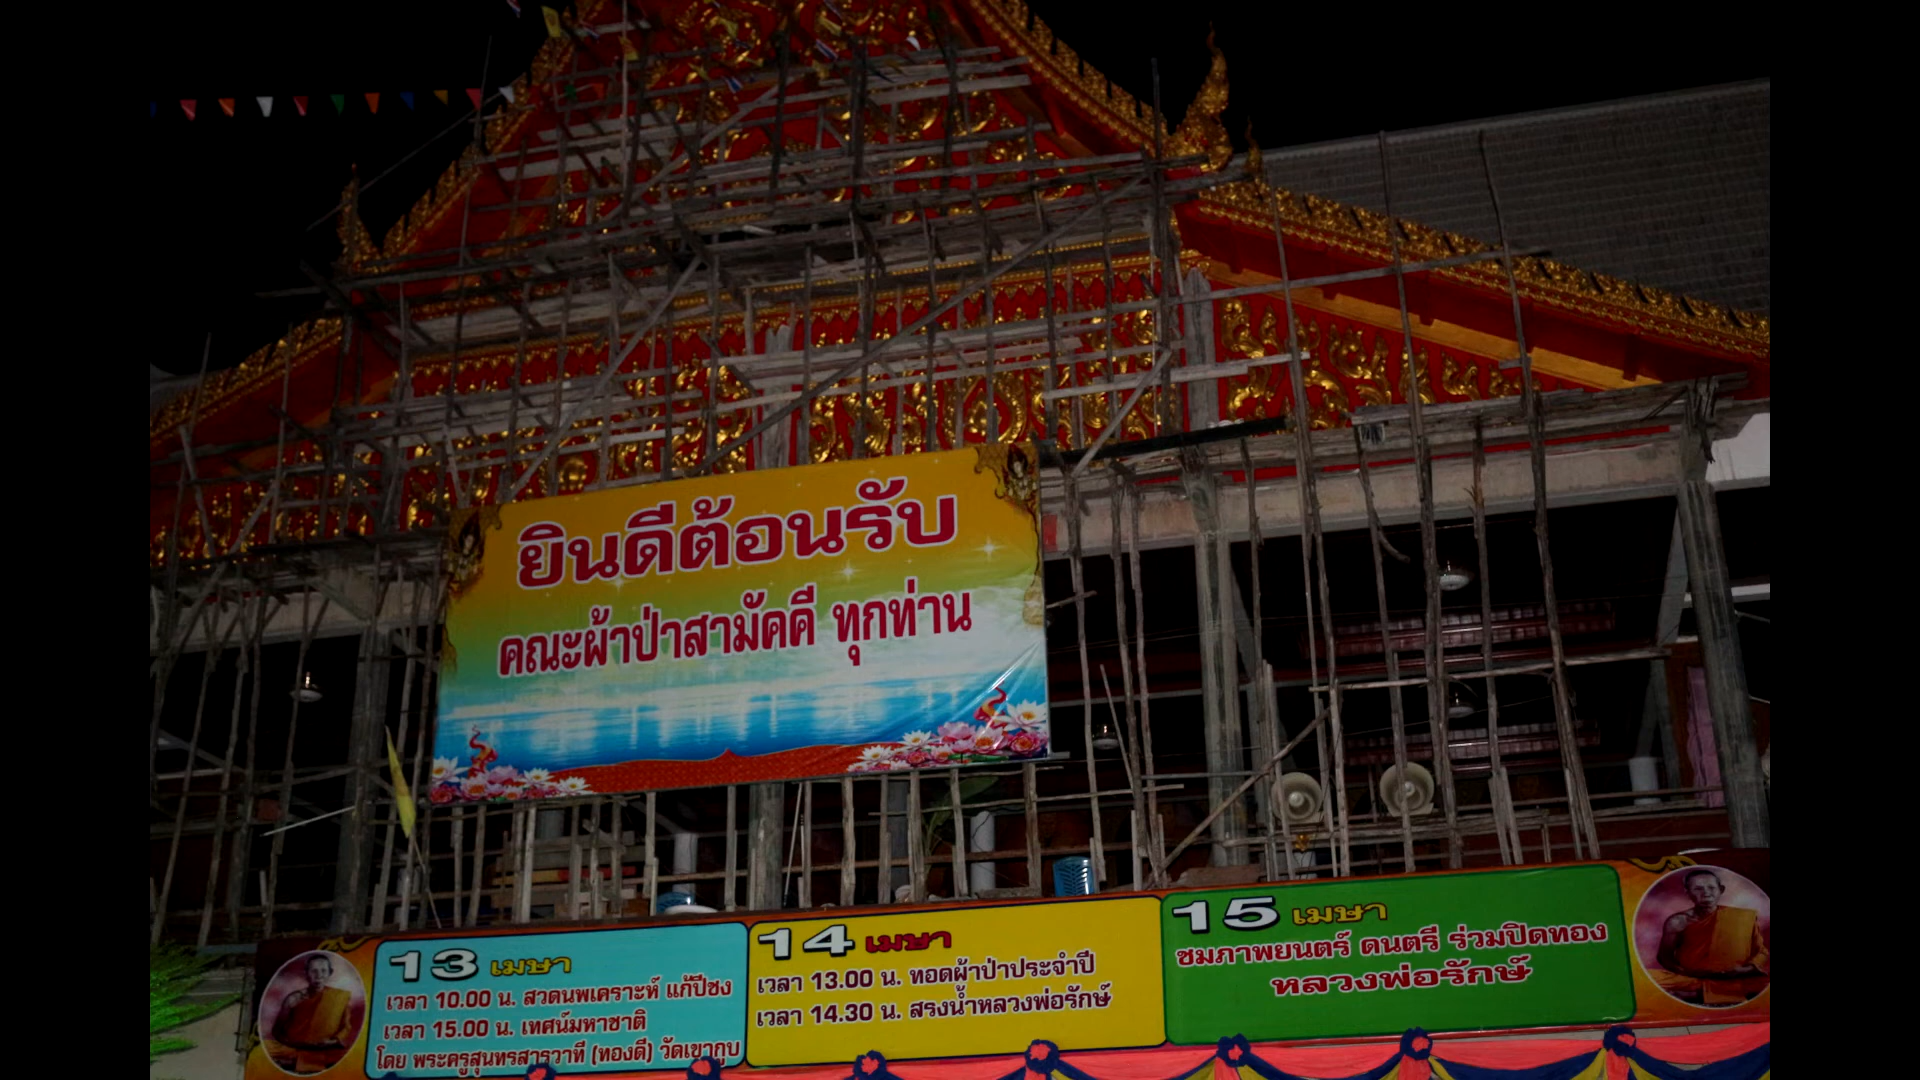 ยินดีต้อนรับ
คณะผ้าป่าสามัคคี ทุกท่าน
13 เมษา
เวลา 10.00 น. สวดนพเคราะห์ แก้ปีชง
เวลา 15.00 น. เทศน์มหาชาติ
โดย พระครูสุนทรสารวาที (ทองดี) วัดเขากูบ
14 เมษา
เวลา 13.00 น. ทอดผ้าป่าประจำปี
เวลา 14.30 น. สรงน้ำหลวงพ่อรักษ์
15 เมษา
ชมภาพยนตร์ ดนตรี ร่วมปิดทอง
หลวงพ่อรักษ์